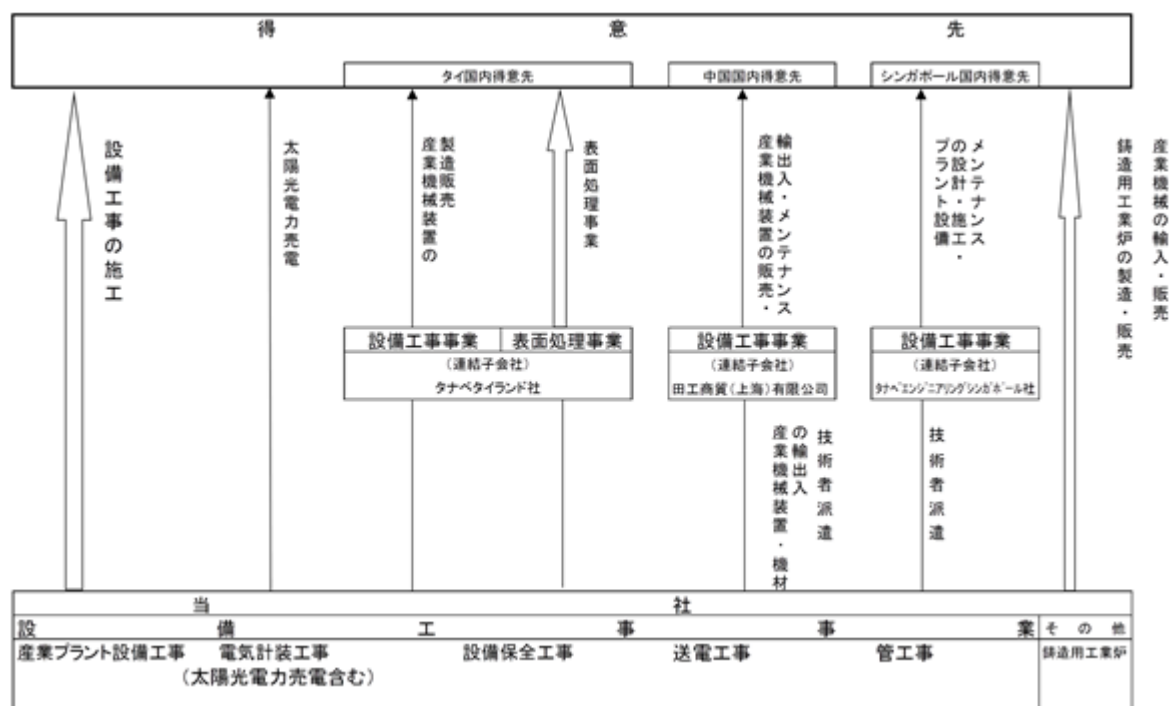 得意先
タイ国内得意先
中国国内得意先
シンガポール国内得意先
設備工事の施工
太陽光電力売電
産業機械装置の
製造販売
表面処理事業
産業機械装置の販売・
輸出入・メンテナンス
プラント設備
の設計・施工・
メンテナンス
鋳造用工業炉の製造・販売
産業機械の輸入・販売
設備工事事業
表面処理事業
(連結子会社)
タナベタイランド社
設備工事事業
(連結子会社)
田工商貿(上海)有限公司
設備工事事業
(連結子会社)
タナベエンジニアリングシンガポール社
産業機械装置・機材
の輸出入
技術者派遣
技術者派遣
当社
設備工事事業
その他
産業プラント設備工事
電気計装工事
(太陽光電力売電含む)
設備保全工事
送電工事
管工事
鋳造用工業炉